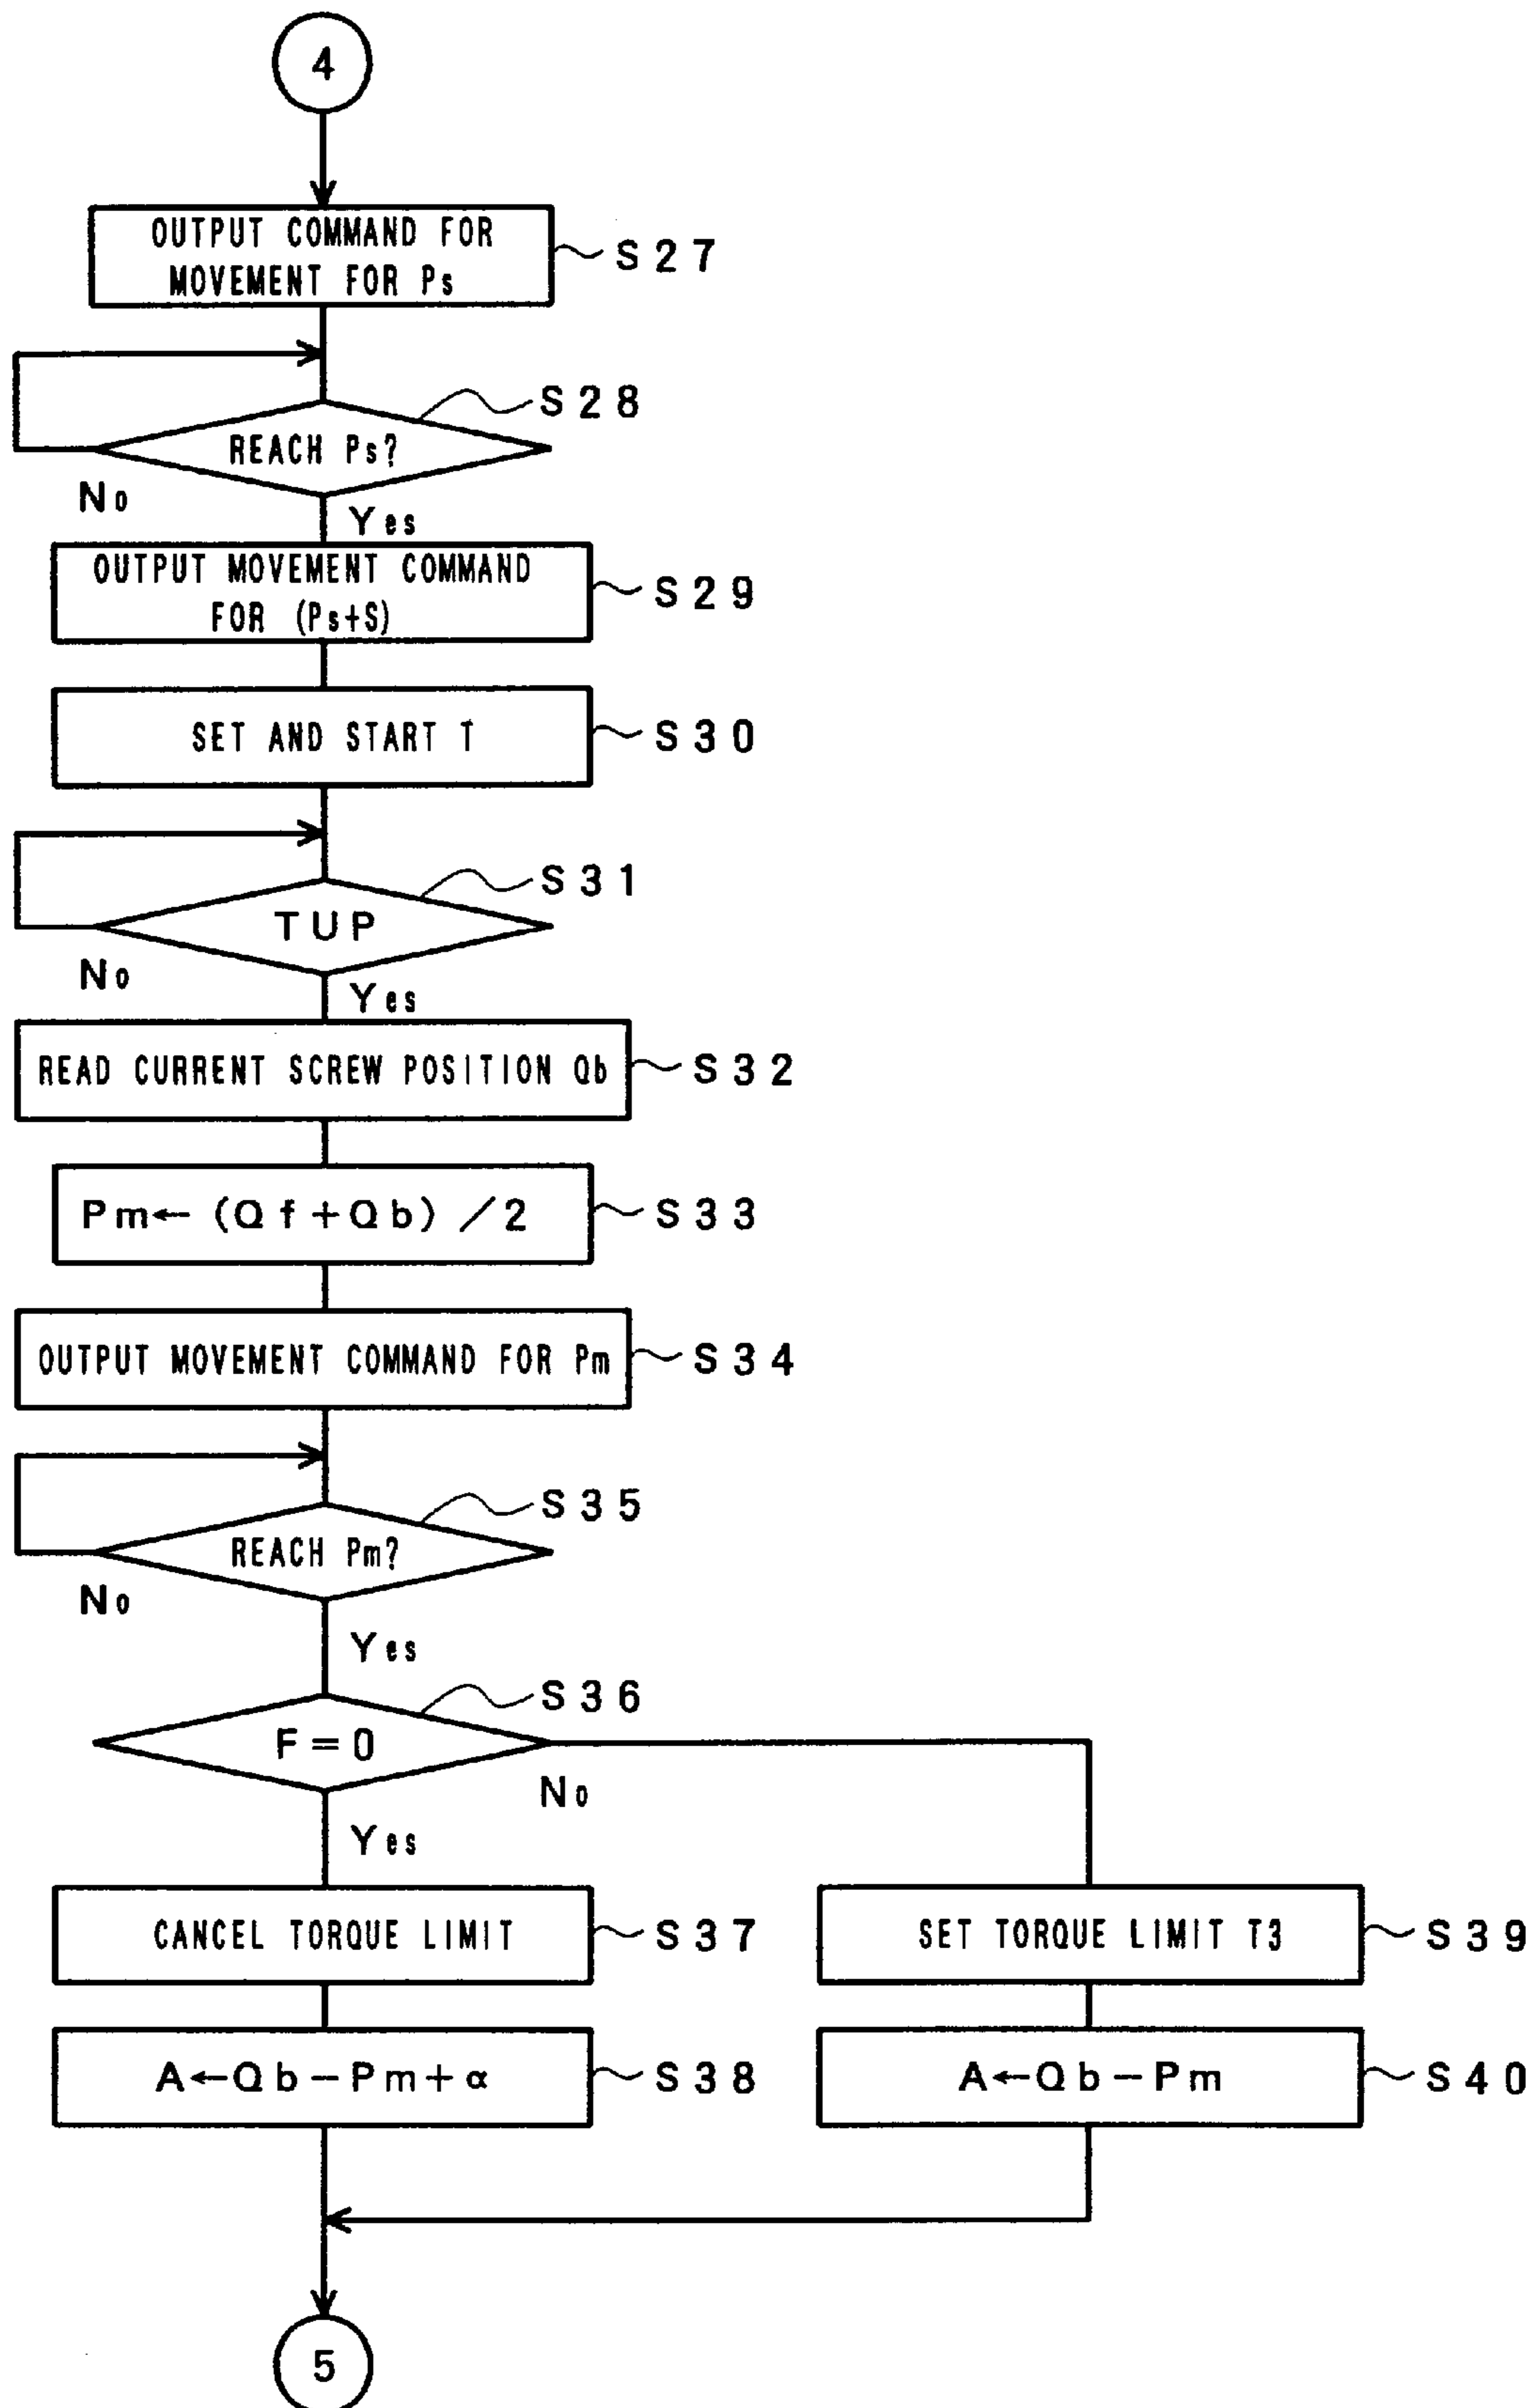 4
OUTPUT COMMAND FOR
MOVEMENT FOR Ps
S27
S28
REACH Ps?
No
Yes
OUTPUT MOVEMENT COMMAND
FOR (Ps+S)
S29
SET AND START T
S30
S31
TUP
No
Yes
READ CURRENT SCREW POSITION Qb
S32
Pm←(Qf+Qb)/2
S33
OUTPUT MOVEMENT COMMAND FOR Pm
S34
S35
REACH Pm?
No
Yes
S36
F=0
No
Yes
CANCEL TORQUE LIMIT
S37
SET TORQUE LIMIT T3
S39
A←Qb-Pm+α
S38
A←Qb-Pm
S40
5